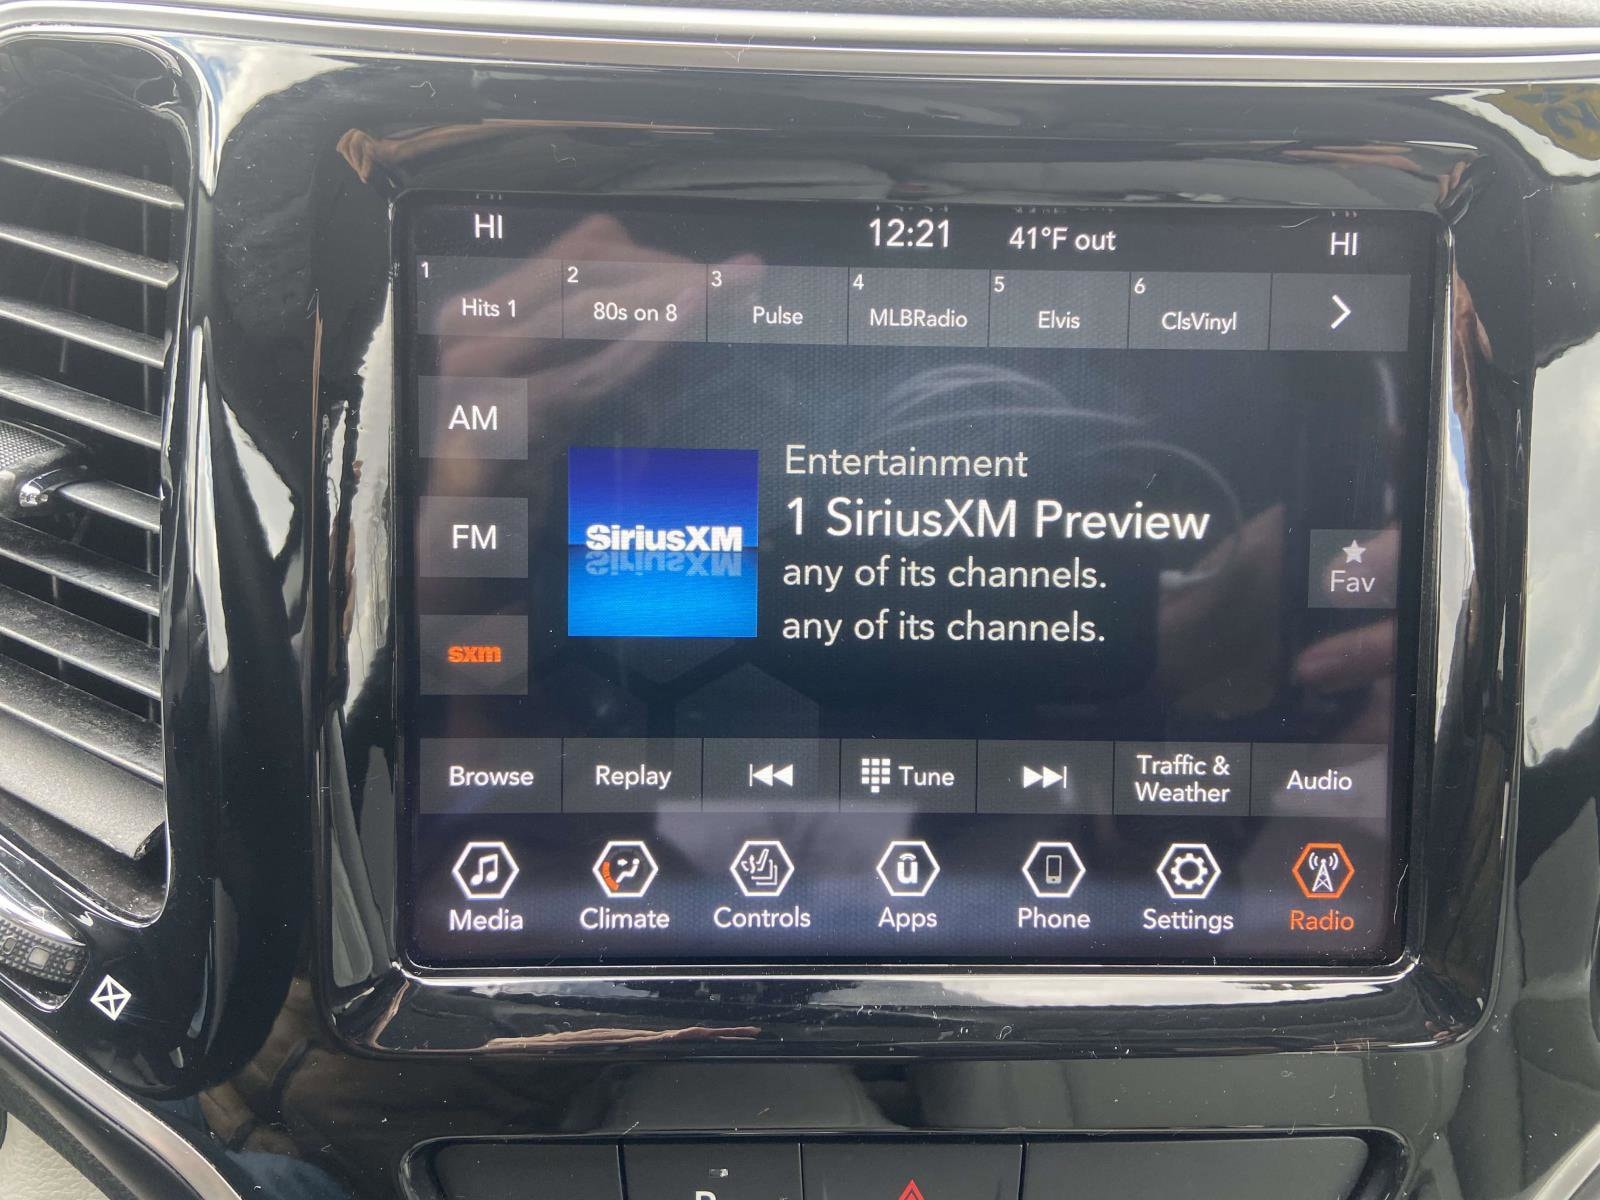 HI 12:21 41°F out HI
1 Hits 1
2 80s on 8
3 Pulse
4 MLBRadio
5 Elvis
6 ClsVinyl
AM
FM
sxm
SiriusXM
Entertainment
1 SiriusXM Preview
any of its channels.
any of its channels.
Fav
Browse
Replay
Tune
Traffic &
Weather
Audio
Media
Climate
Controls
Apps
Phone
Settings
Radio